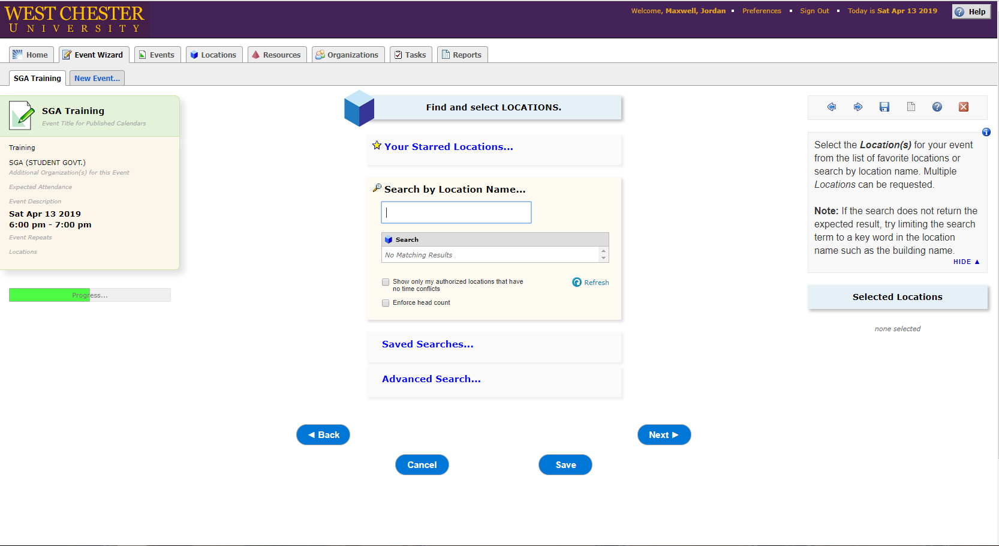 WEST CHESTER
UNIVERSITY
Welcome, Maxwell, Jordan ▪ Preferences ▪ Sign Out ▪ Today is Sat Apr 13 2019
Help
Home
Event Wizard
Events
Locations
Resources
Organizations
Tasks
Reports
SGA Training
New Event...
SGA Training
Event Title for Published Calendars
Training
SGA (STUDENT GOVT.)
Additional Organization(s) for this Event
Expected Attendance
Event Description
Sat Apr 13 2019
6:00 pm - 7:00 pm
Event Repeats
Locations
Progress...
Find and select LOCATIONS.
Your Starred Locations...
Search by Location Name...
Search
No Matching Results
Show only my authorized locations that have
no time conflicts
Refresh
Enforce head count
Saved Searches...
Advanced Search...
◄ Back
Next ►
Cancel
Save
Select the Location(s) for your event
from the list of favorite locations or
search by location name. Multiple
Locations can be requested.
Note: If the search does not return the
expected result, try limiting the search
term to a key word in the location
name such as the building name.
HIDE ▲
Selected Locations
none selected